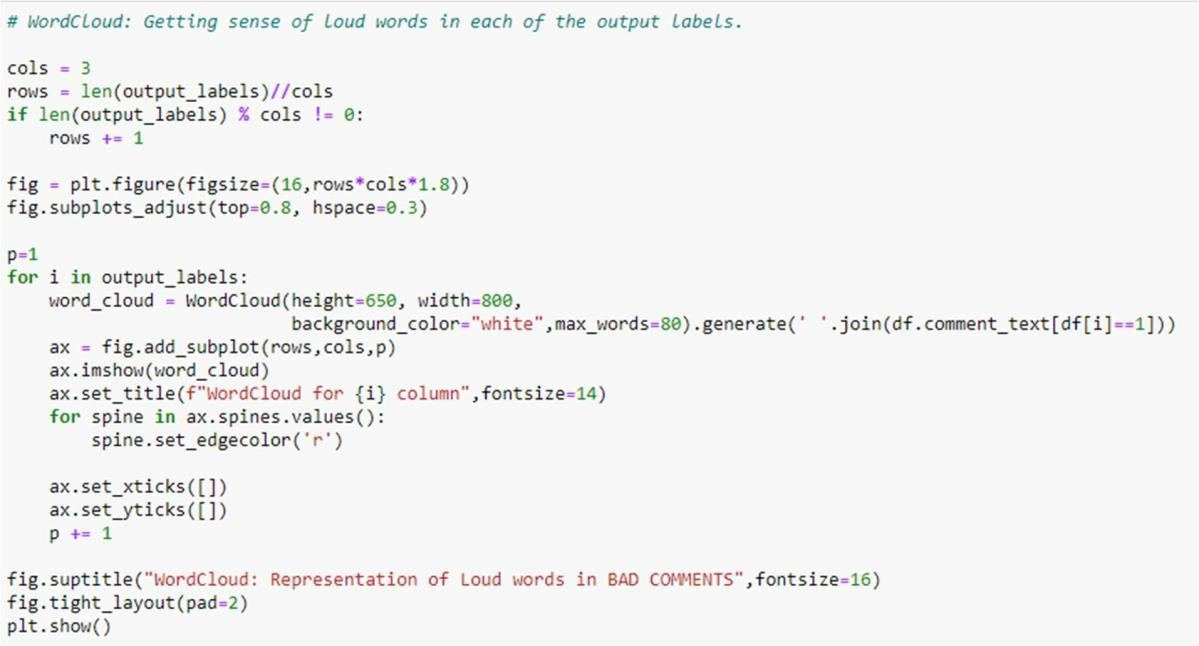 # WordCloud: Getting sense of loud words in each of the output labels.
cols = 3
rows = len(output_labels)//cols
if len(output_labels) % cols != 0:
    rows += 1
fig = plt.figure(figsize=(16,rows*cols*1.8))
fig.subplots_adjust(top=0.8, hspace=0.3)
p=1
for i in output_labels:
    word_cloud = WordCloud(height=650, width=800,
                           background_color="white",max_words=80).generate(' '.join(df.comment_text[df[i]==1]))
    ax = fig.add_subplot(rows,cols,p)
    ax.imshow(word_cloud)
    ax.set_title(f"WordCloud for {i} column",fontsize=14)
    for spine in ax.spines.values():
        spine.set_edgecolor('r')
    ax.set_xticks([])
    ax.set_yticks([])
    p += 1
fig.suptitle("WordCloud: Representation of Loud words in BAD COMMENTS",fontsize=16)
fig.tight_layout(pad=2)
plt.show()